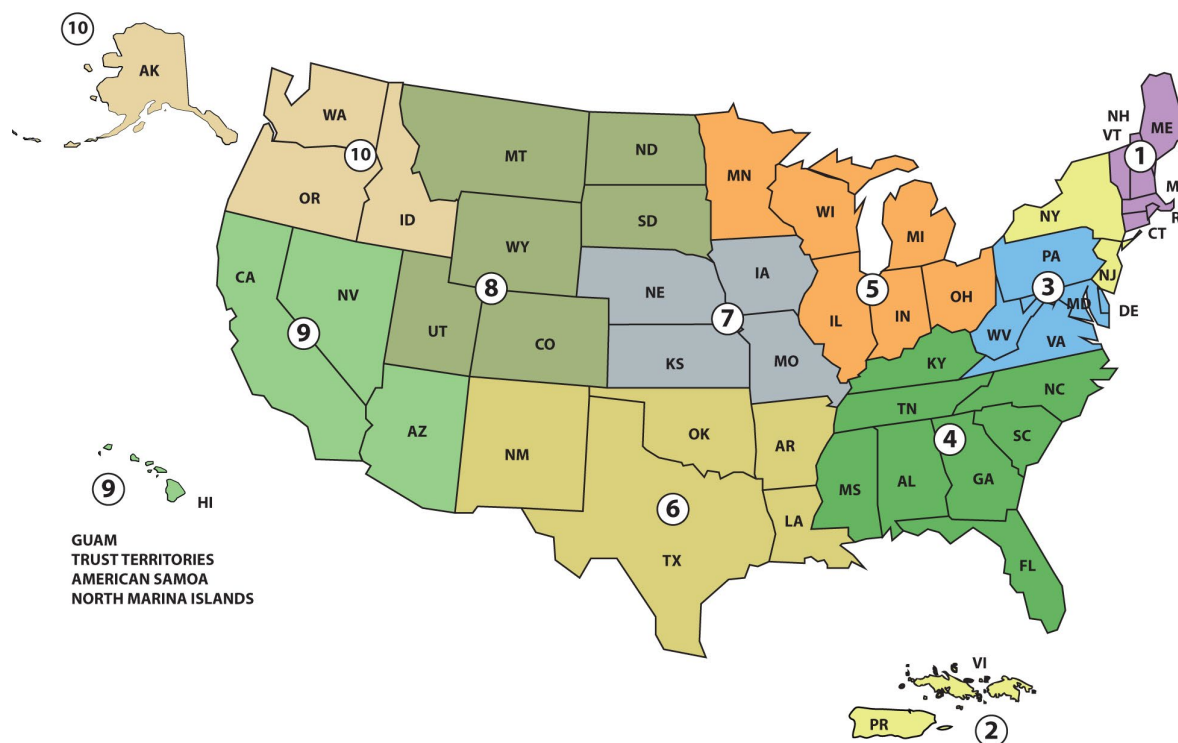 10
AK
NH
VT
ME
1
M
R
CT
WA
10
OR
ID
MT
ND
MN
SD
WY
WI
MI
NY
CA
NV
UT
8
CO
9
NE
IA
7
KS
MO
5
IL
IN
OH
PA
NJ
3
MD
DE
WV
VA
KY
NC
TN
4
SC
AZ
NM
OK
AR
MS
AL
GA
6
TX
LA
FL
9
HI
GUAM
TRUST TERRITORIES
AMERICAN SAMOA
NORTH MARINA ISLANDS
VI
PR
2